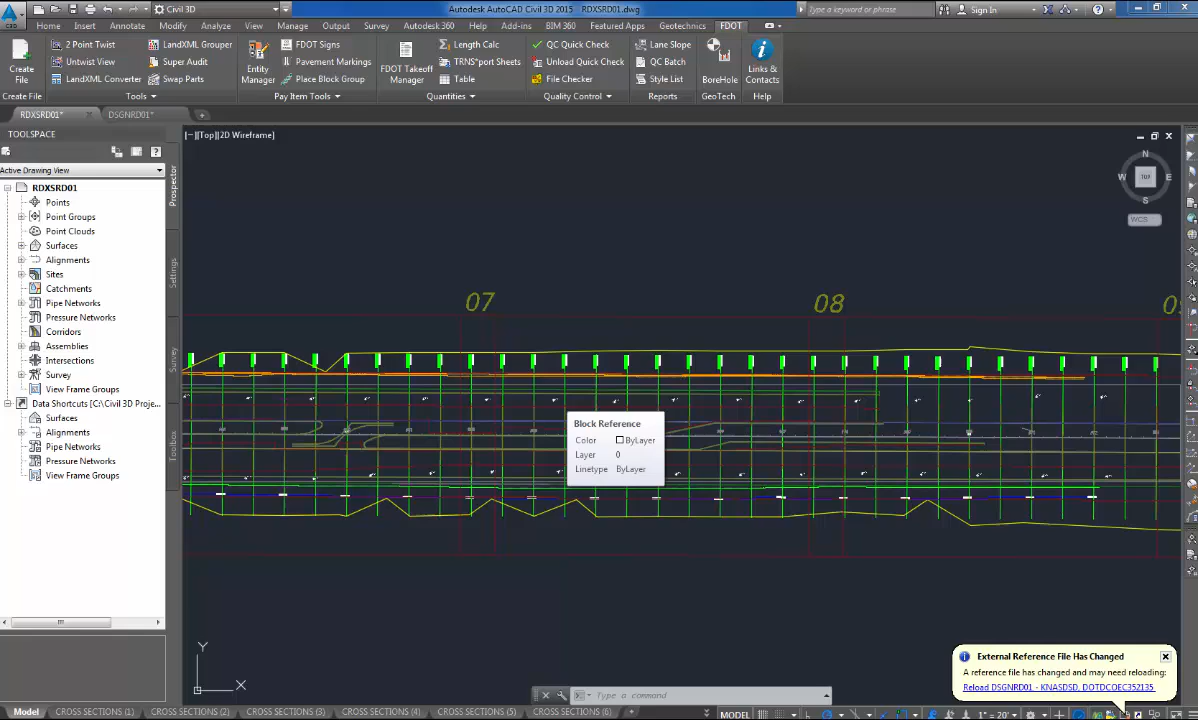 Civil 3D
Autodesk AutoCAD Civil 3D 2015 RDXSRD01.dwg
Type a keyword or phrase
Sign In
C3D
Home Insert Annotate Modify Analyze View Manage Output Survey Autodesk 360 Help Add-ins BIM 360 Featured Apps Geotechnics FDOT
2 Point Twist LandXML Grouper FDOT Signs Length Calc QC Quick Check Lane Slope
Create File Untwist View Super Audit Entity Manager Pavement Markings FDOT Takeoff Manager TRNS*port Sheets Unload Quick Check QC Batch BoreHole Links & Contacts
LandXML Converter Swap Parts Place Block Group Table File Checker Style List
Create File Tools Pay Item Tools Quantities Quality Control Reports GeoTech Help
RDXSRD01* DSGNRD01*
TOOLSPACE
[−][Top][2D Wireframe]
Active Drawing View
RDXSRD01
Points
Point Groups
Point Clouds
Surfaces
Alignments
Sites
Catchments
Pipe Networks
Pressure Networks
Corridors
Assemblies
Intersections
Survey
View Frame Groups
Data Shortcuts [C:\Civil 3D Proje...
Surfaces
Alignments
Pipe Networks
Pressure Networks
View Frame Groups
Prospector
Settings
Survey
Toolbox
N
W TOP E
S
WCS
07 08
Block Reference
Color ByLayer
Layer 0
Linetype ByLayer
Y
X
External Reference File Has Changed
A reference file has changed and may need reloading:
Reload DSGNRD01 - KNASDSD, DOTDCOEC352135
Type a command
Model CROSS SECTIONS (1) CROSS SECTIONS (2) CROSS SECTIONS (3) CROSS SECTIONS (4) CROSS SECTIONS (5) CROSS SECTIONS (6) + MODEL 1" = 20'